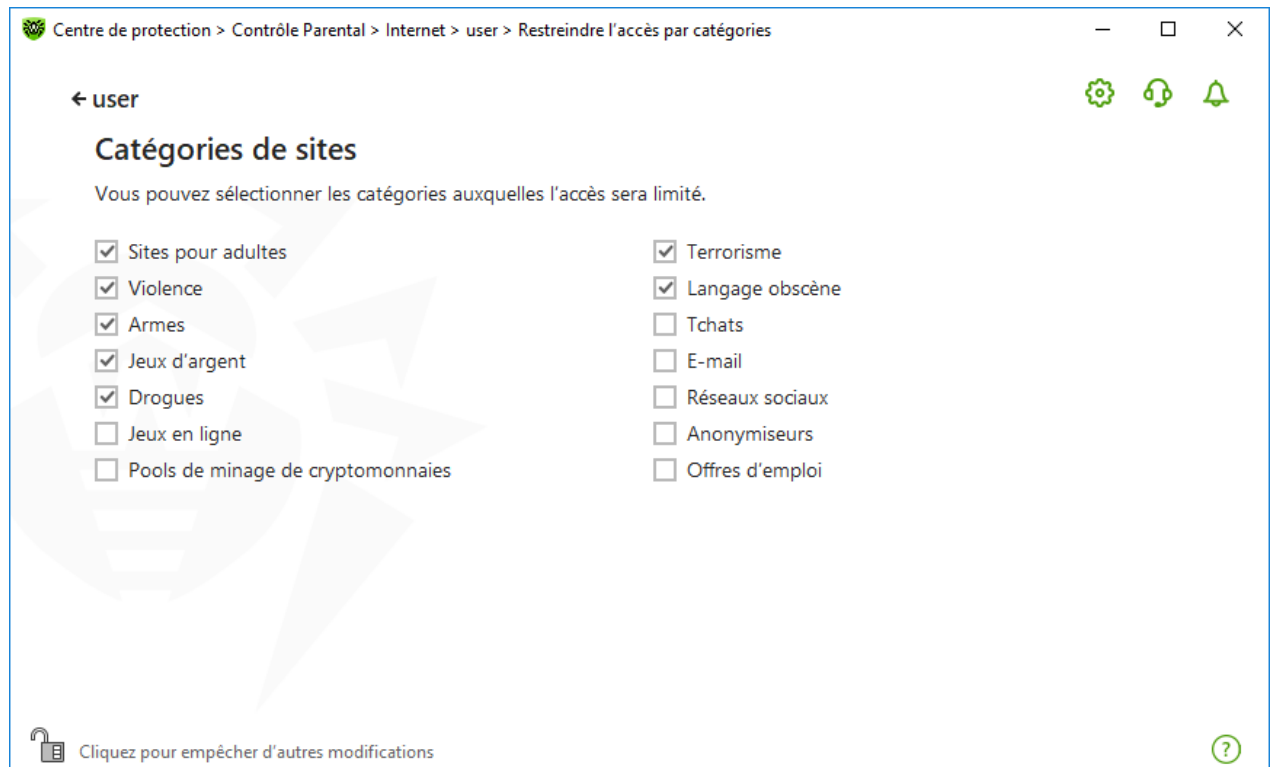 Centre de protection > Contrôle Parental > Internet > user > Restreindre l'accès par catégories
user
Catégories de sites
Vous pouvez sélectionner les catégories auxquelles l'accès sera limité.
Sites pour adultes
Violence
Armes
Jeux d'argent
Drogues
Jeux en ligne
Pools de minage de cryptomonnaies
Terrorisme
Langage obscène
Tchats
E-mail
Réseaux sociaux
Anonymiseurs
Offres d'emploi
Cliquez pour empêcher d'autres modifications
?